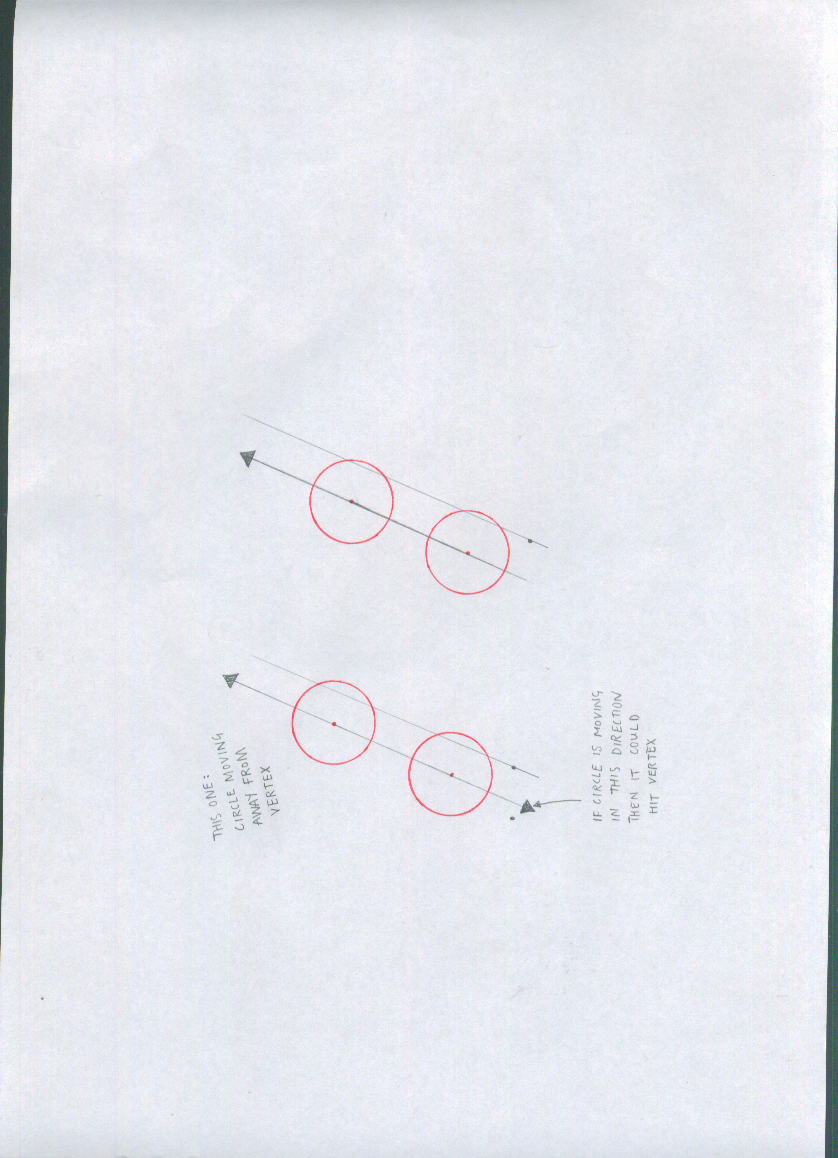 THIS ONE:
CIRCLE MOVING
AWAY FROM
VERTEX
IF CIRCLE IS MOVING
IN THIS DIRECTION
THEN IT COULD
HIT VERTEX